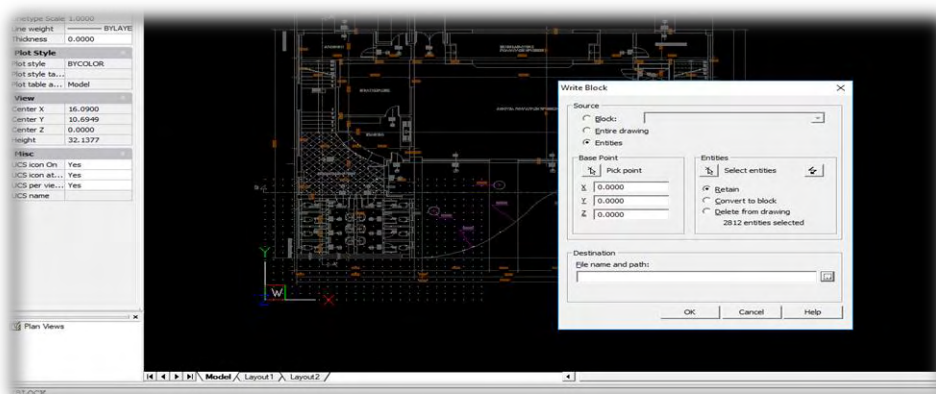 Linetype Scale 1.0000
Line weight BYLAYE
Thickness 0.0000
Plot Style
Plot style BYCOLOR
Plot style ta...
Plot table a... Model
View
Center X 16.0900
Center Y 10.6949
Center Z 0.0000
Height 32.1377
Misc
UCS icon On Yes
UCS icon at... Yes
UCS per vie... Yes
UCS name
Plan Views
Y
W
X
Model
Layout1
Layout2
Write Block
Source
Block:
Entire drawing
Entities
Base Point
Pick point
X 0.0000
Y 0.0000
Z 0.0000
Entities
Select entities
Retain
Convert to block
Delete from drawing
2812 entities selected
Destination
File name and path:
OK
Cancel
Help